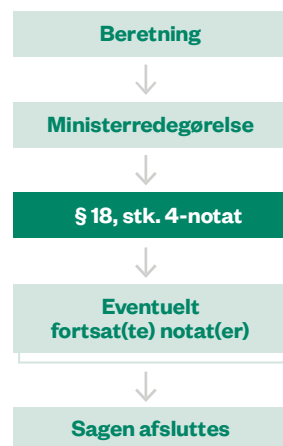 Beretning
Ministerredegørelse
§ 18, stk. 4-notat
Eventuelt
fortsat(te) notat(er)
Sagen afsluttes